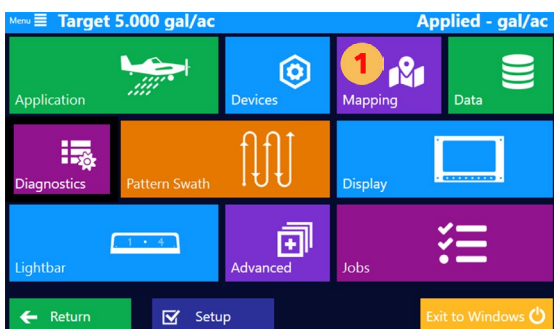 Menu Target 5.000 gal/ac Applied - gal/ac
1
Application Devices Mapping Data
Diagnostics Pattern Swath Display
1 • 4
Lightbar Advanced Jobs
Return Setup Exit to Windows